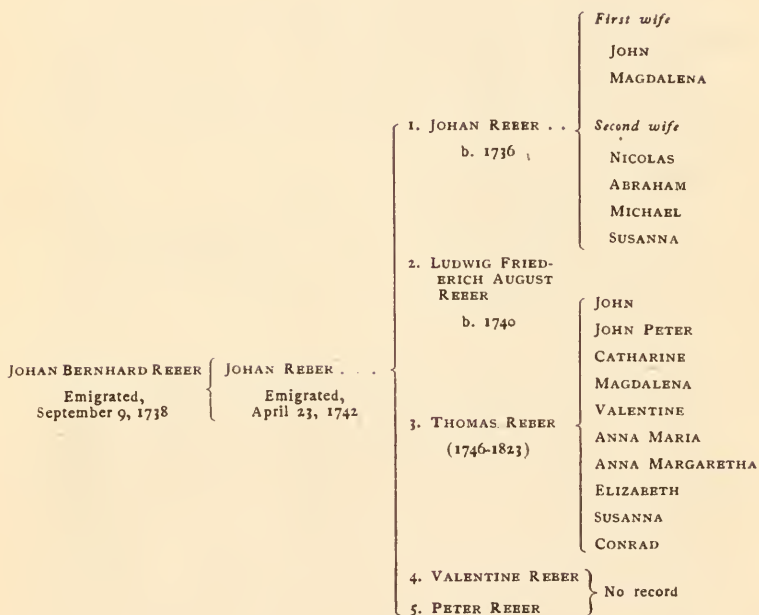 JOHAN BERNHARD REBER
Emigrated,
September 9, 1738
JOHAN REBER . . .
Emigrated,
April 23, 1742
1. JOHAN REBER . .
b. 1736
First wife
JOHN
MAGDALENA
Second wife
NICOLAS
ABRAHAM
MICHAEL
SUSANNA
2. LUDWIG FRIED-
ERICH AUGUST
REBER
b. 1740
3. THOMAS REBER
(1746-1823)
JOHN
JOHN PETER
CATHARINE
MAGDALENA
VALENTINE
ANNA MARIA
ANNA MARGARETHA
ELIZABETH
SUSANNA
CONRAD
4. VALENTINE REBER
5. PETER REBER
No record